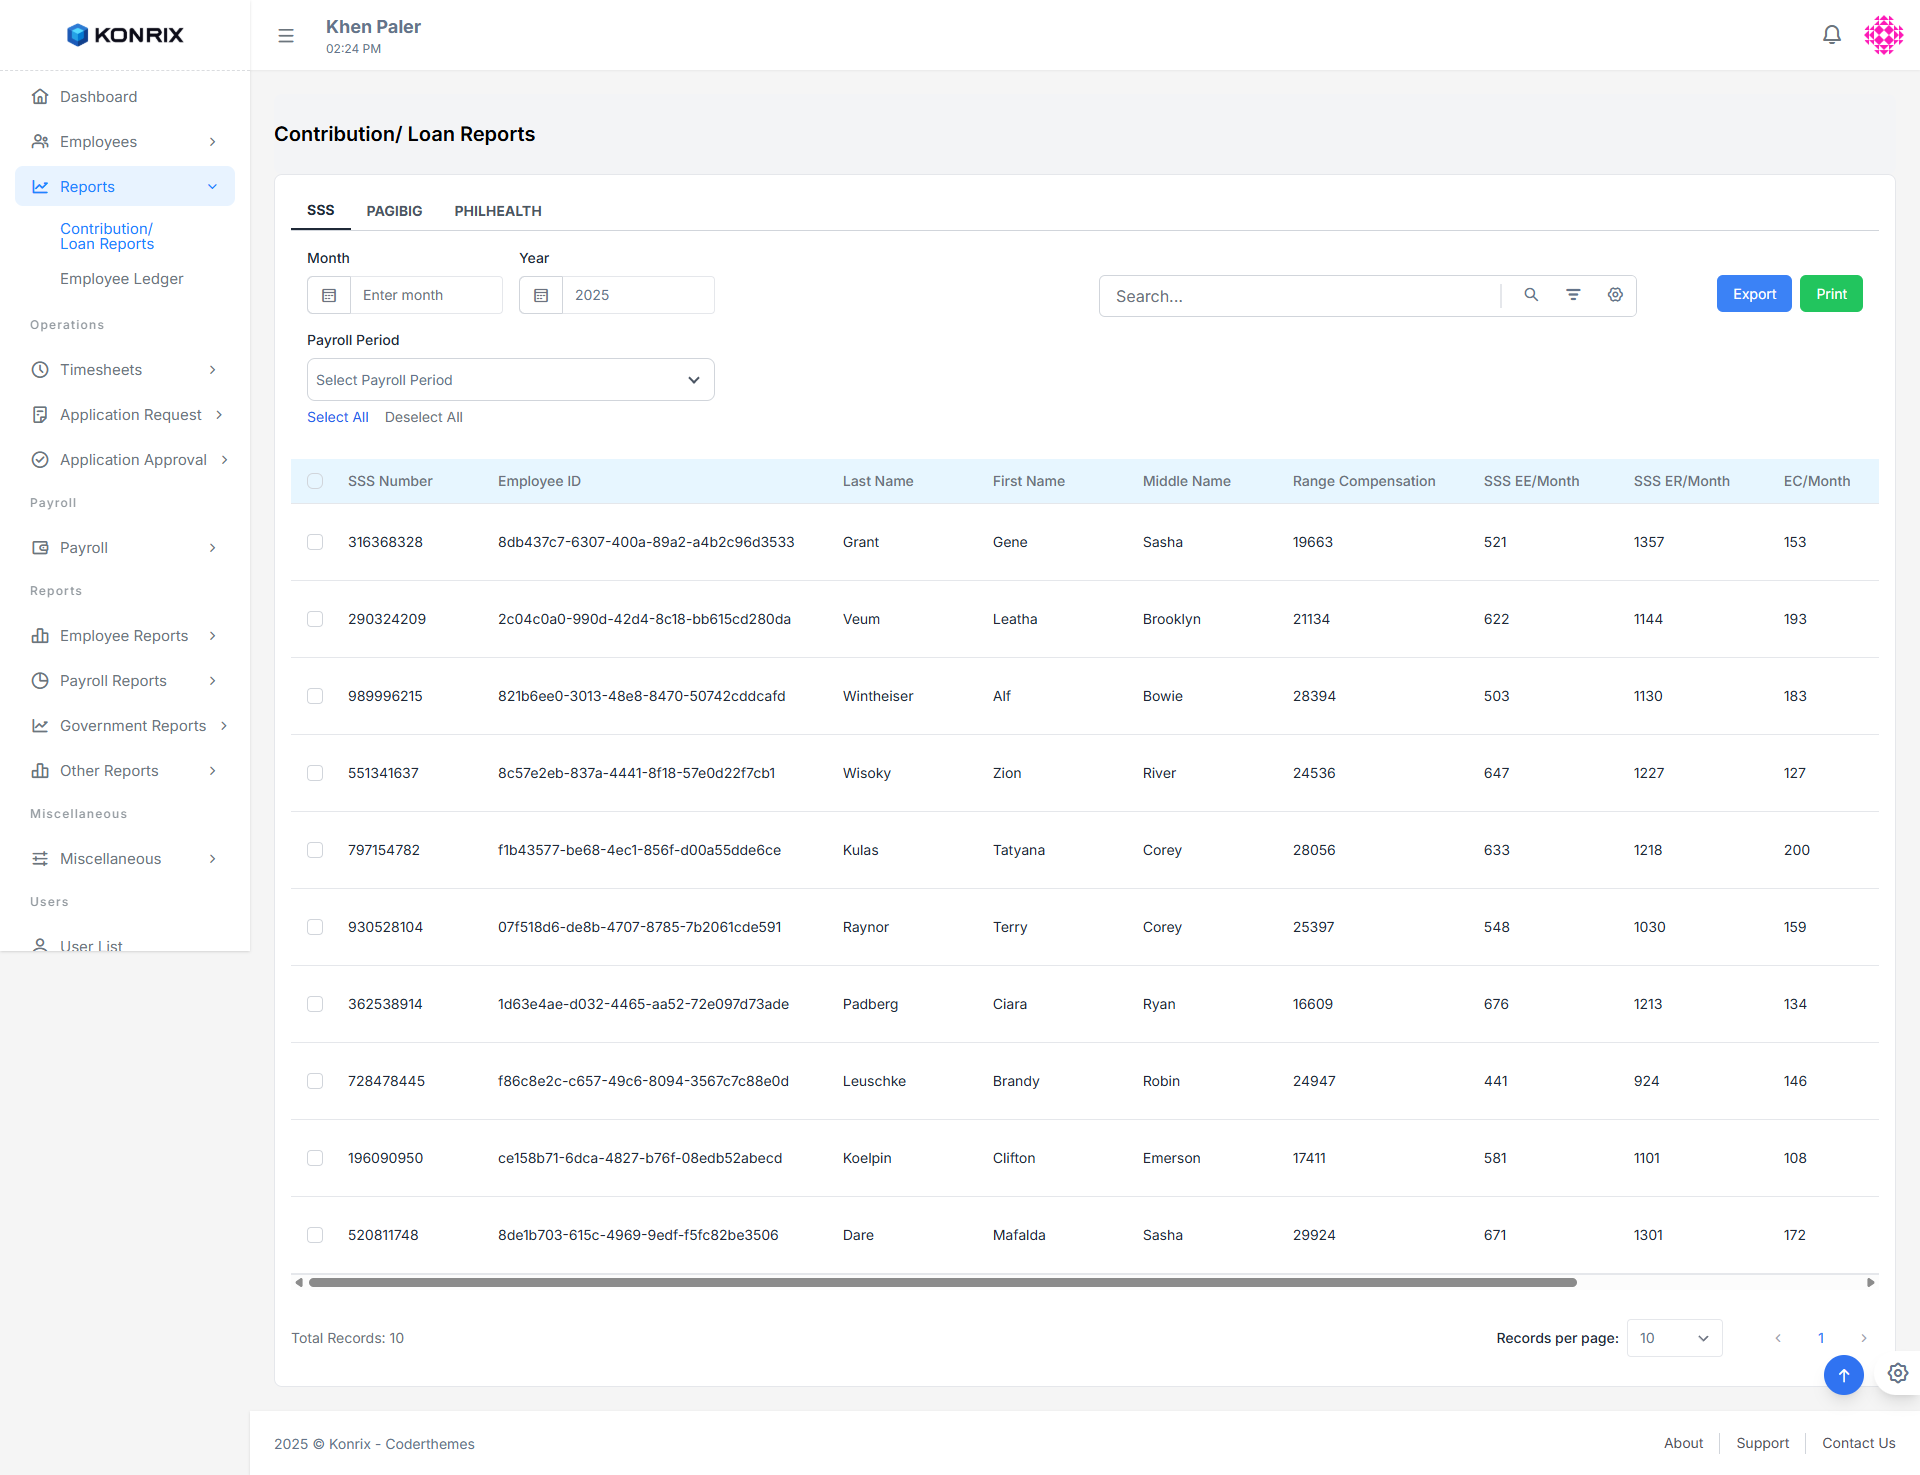 KONRIX
Khen Paler
02:24 PM
Dashboard
Employees
Reports
Contribution/
Loan Reports
Employee Ledger
Operations
Timesheets
Application Request
Application Approval
Payroll
Payroll
Reports
Employee Reports
Payroll Reports
Government Reports
Other Reports
Miscellaneous
Miscellaneous
Users
User List
Contribution/ Loan Reports
SSS PAGIBIG PHILHEALTH
Month Year
Enter month 2025 Search... Export Print
Payroll Period
Select Payroll Period
Select All Deselect All
SSS Number Employee ID Last Name First Name Middle Name Range Compensation SSS EE/Month SSS ER/Month EC/Month
316368328 8db437c7-6307-400a-89a2-a4b2c96d3533 Grant Gene Sasha 19663 521 1357 153
290324209 2c04c0a0-990d-42d4-8c18-bb615cd280da Veum Leatha Brooklyn 21134 622 1144 193
989996215 821b6ee0-3013-48e8-8470-50742cddcafd Wintheiser Alf Bowie 28394 503 1130 183
551341637 8c57e2eb-837a-4441-8f18-57e0d22f7cb1 Wisoky Zion River 24536 647 1227 127
797154782 f1b43577-be68-4ec1-856f-d00a55dde6ce Kulas Tatyana Corey 28056 633 1218 200
930528104 07f518d6-de8b-4707-8785-7b2061cde591 Raynor Terry Corey 25397 548 1030 159
362538914 1d63e4ae-d032-4465-aa52-72e097d73ade Padberg Ciara Ryan 16609 676 1213 134
728478445 f86c8e2c-c657-49c6-8094-3567c7c88e0d Leuschke Brandy Robin 24947 441 924 146
196090950 ce158b71-6dca-4827-b76f-08edb52abecd Koelpin Clifton Emerson 17411 581 1101 108
520811748 8de1b703-615c-4969-9edf-f5fc82be3506 Dare Mafalda Sasha 29924 671 1301 172
Total Records: 10 Records per page: 10 1
2025 © Konrix - Coderthemes About Support Contact Us